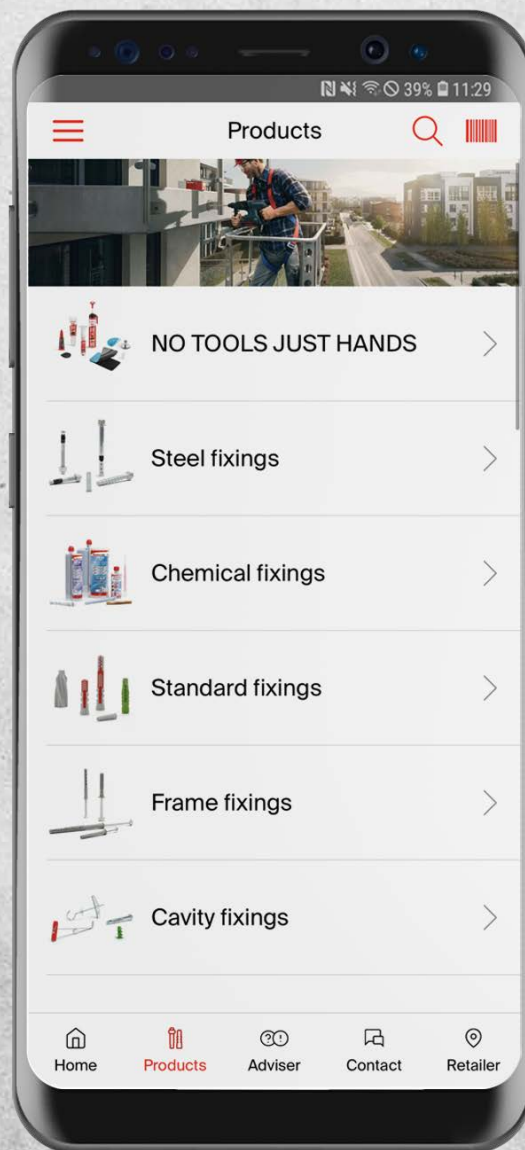 39% 11:29
Products
NO TOOLS JUST HANDS
Steel fixings
Chemical fixings
Standard fixings
Frame fixings
Cavity fixings
Home Products Adviser Contact Retailer